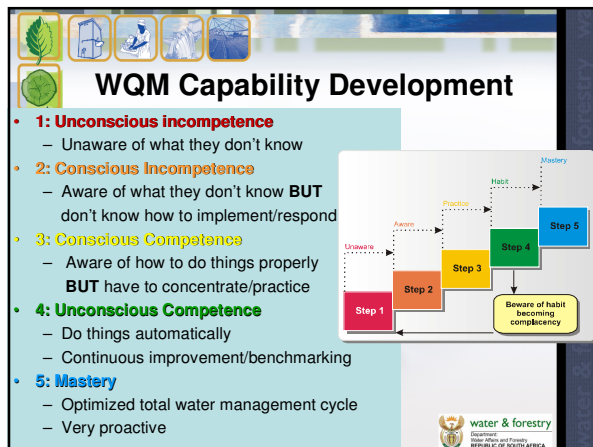 WQM Capability Development
• 1: Unconscious incompetence
– Unaware of what they don't know
• 2: Conscious Incompetence
– Aware of what they don't know BUT
don't know how to implement/respond
• 3: Conscious Competence
– Aware of how to do things properly
BUT have to concentrate/practice
• 4: Unconscious Competence
– Do things automatically
– Continuous improvement/benchmarking
• 5: Mastery
– Optimized total water management cycle
– Very proactive
Mastery
Habit
Practice
Aware
Unaware
Step 5
Step 4
Step 3
Step 2
Step 1
Beware of habit
becoming
complacency
water & forestry
Department:
Water Affairs and Forestry
REPUBLIC OF SOUTH AFRICA
water & forestry